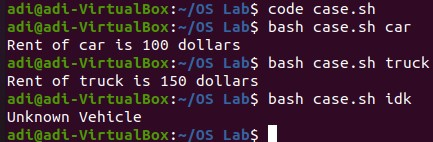 adi@adi-VirtualBox:~/OS Lab$ code case.sh
adi@adi-VirtualBox:~/OS Lab$ bash case.sh car
Rent of car is 100 dollars
adi@adi-VirtualBox:~/OS Lab$ bash case.sh truck
Rent of truck is 150 dollars
adi@adi-VirtualBox:~/OS Lab$ bash case.sh idk
Unknown Vehicle
adi@adi-VirtualBox:~/OS Lab$